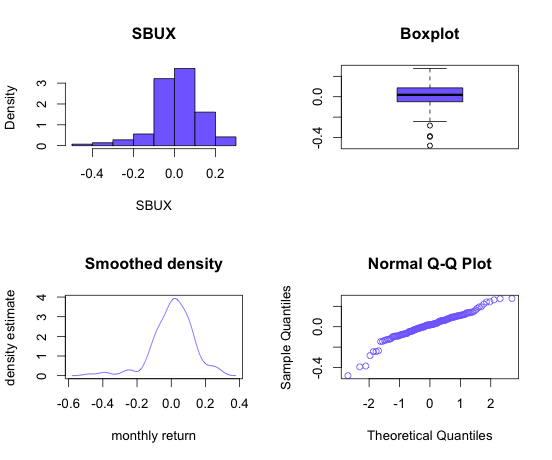 SBUX
Density
0 1 2 3
-0.4 -0.2 0.0 0.2
SBUX
Boxplot
-0.4 0.0
Smoothed density
density estimate
0 1 2 3 4
-0.6 -0.4 -0.2 0.0 0.2 0.4
monthly return
Normal Q-Q Plot
Sample Quantiles
-0.4 0.0
-2 -1 0 1 2
Theoretical Quantiles